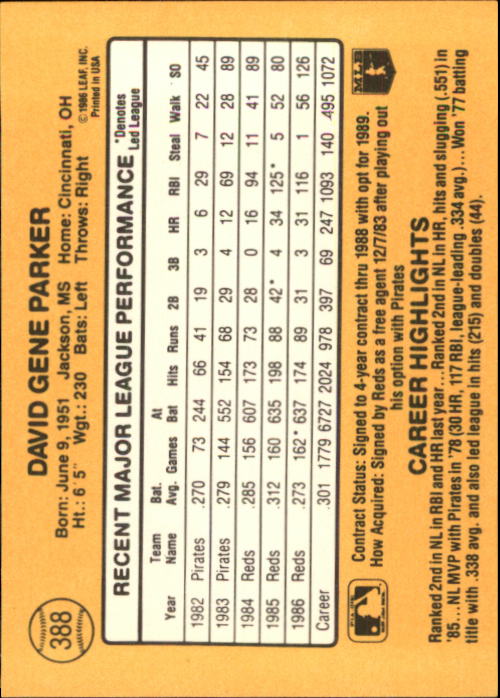 388
DAVID GENE PARKER
© 1986 LEAF, INC.
Printed in USA
Born: June 9, 1951 Jackson, MS Home: Cincinnati, OH
Ht.: 6'5" Wgt.: 230 Bats: Left Throws: Right
RECENT MAJOR LEAGUE PERFORMANCE
*Denotes
Led League
Year Team Name Bat. Avg. Games At Bat Hits Runs 2B 3B HR RBI Steal Walk SO
1982 Pirates .270 73 244 66 41 19 3 6 29 7 22 45
1983 Pirates .279 144 552 154 68 29 4 12 69 12 28 89
1984 Reds .285 156 607 173 73 28 0 16 94 11 41 89
1985 Reds .312 160 635 198 88 42* 4 34 125* 5 52 80
1986 Reds .273 162* 637 174 89 31 3 31 116 1 56 126
Career .301 1779 6727 2024 978 397 69 247 1093 140 495 1072
Contract Status: Signed to 4-year contract thru 1988 with opt for 1989.
How Acquired: Signed by Reds as a free agent 12/7/83 after playing out
his option with Pirates
MLB
CAREER HIGHLIGHTS
Ranked 2nd in NL in RBI and HR last year...Ranked 2nd in NL in HR, hits and slugging (.551) in
'85...NL MVP with Pirates in '78 (30 HR, 117 RBI, league-leading .334 avg.)...Won '77 batting
title with .338 avg. and also led league in hits (215) and doubles (44).